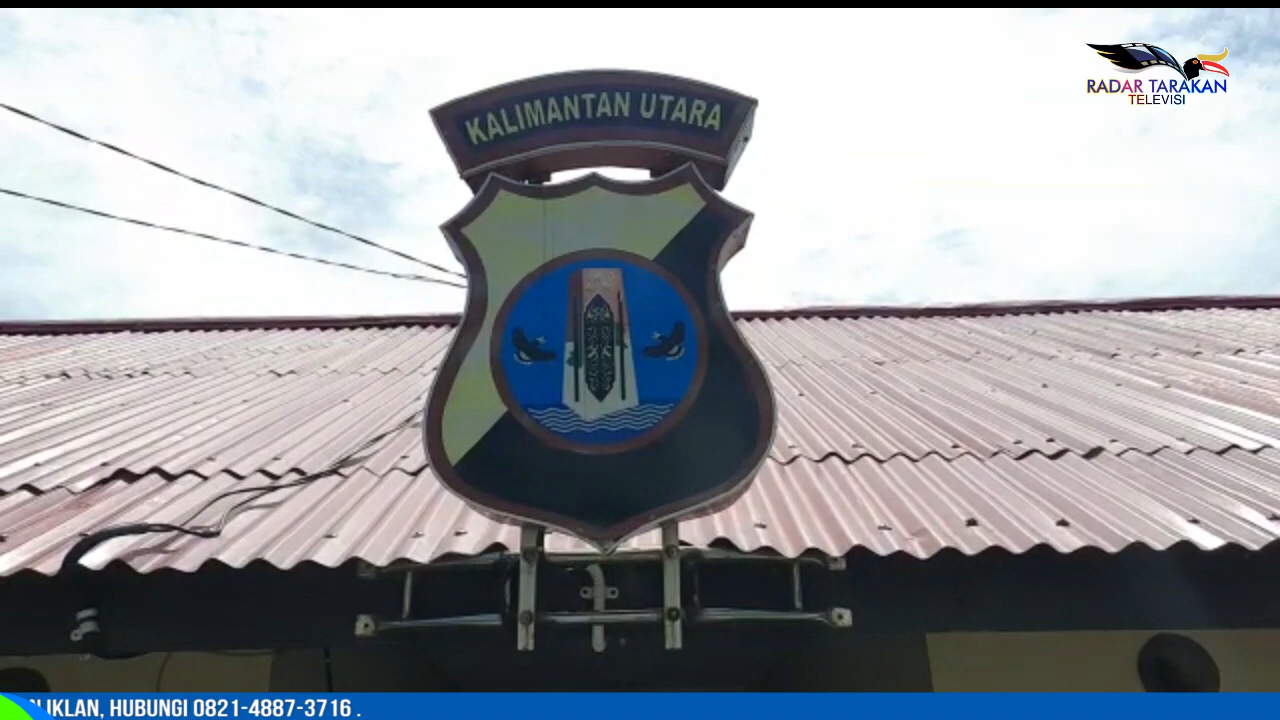 KALIMANTAN UTARA
RADAR TARAKAN
TELEVISI
IKLAN, HUBUNGI 0821-4887-3716 .